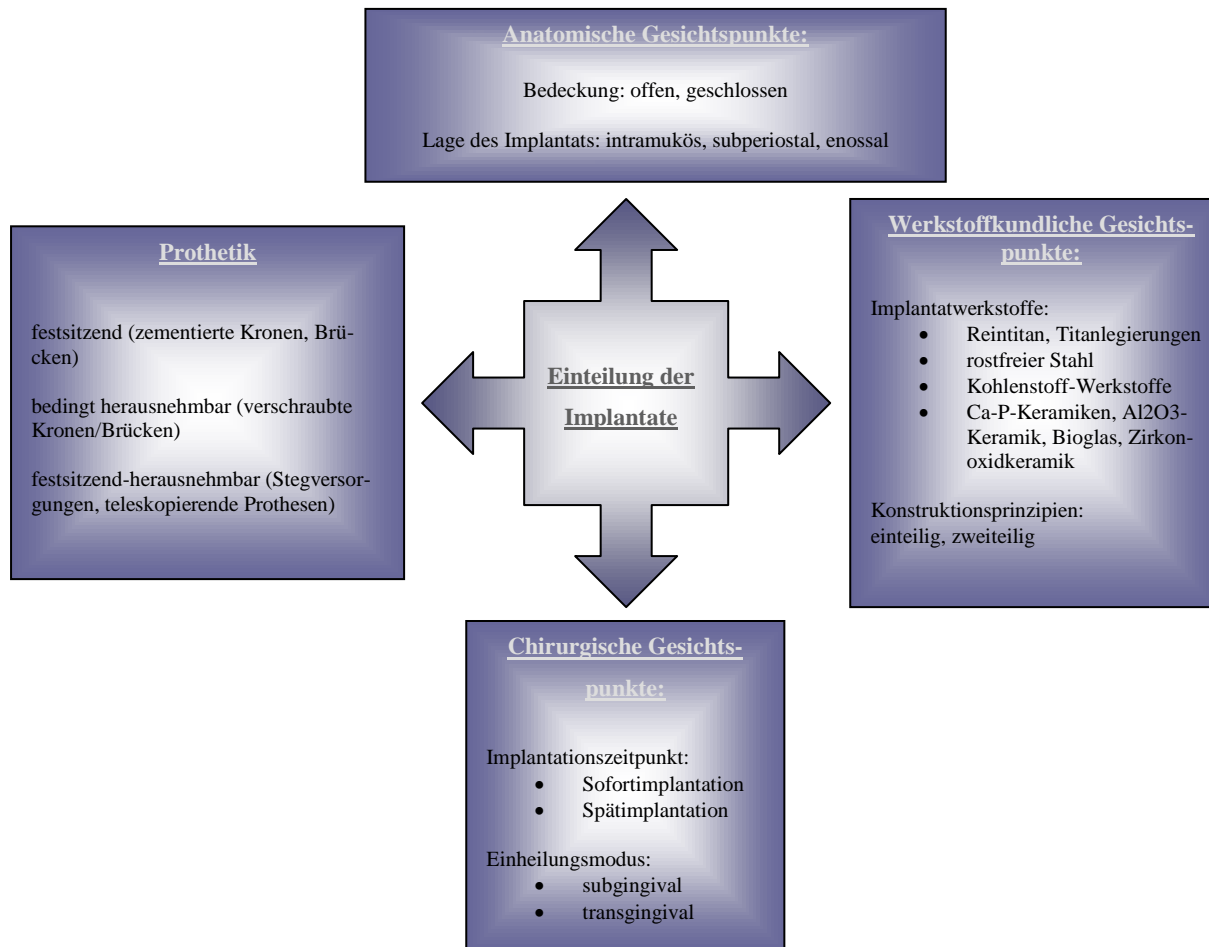 Anatomische Gesichtspunkte:
Bedeckung: offen, geschlossen
Lage des Implantats: intramukös, subperiostal, enossal
Prothetik
festsitzend (zementierte Kronen, Brü-
cken)
bedingt herausnehmbar (verschraubte
Kronen/Brücken)
festsitzend-herausnehmbar (Stegversor-
gungen, teleskopierende Prothesen)
Einteilung der
Implantate
Werkstoffkundliche Gesichts-
punkte:
Implantatwerkstoffe:
• Reintitan, Titanlegierungen
• rostfreier Stahl
• Kohlenstoff-Werkstoffe
• Ca-P-Keramiken, Al2O3-
Keramik, Bioglas, Zirkon-
oxidkeramik
Konstruktionsprinzipien:
einteilig, zweiteilig
Chirurgische Gesichts-
punkte:
Implantationszeitpunkt:
• Sofortimplantation
• Spätimplantation
Einheilungsmodus:
• subgingival
• transgingival